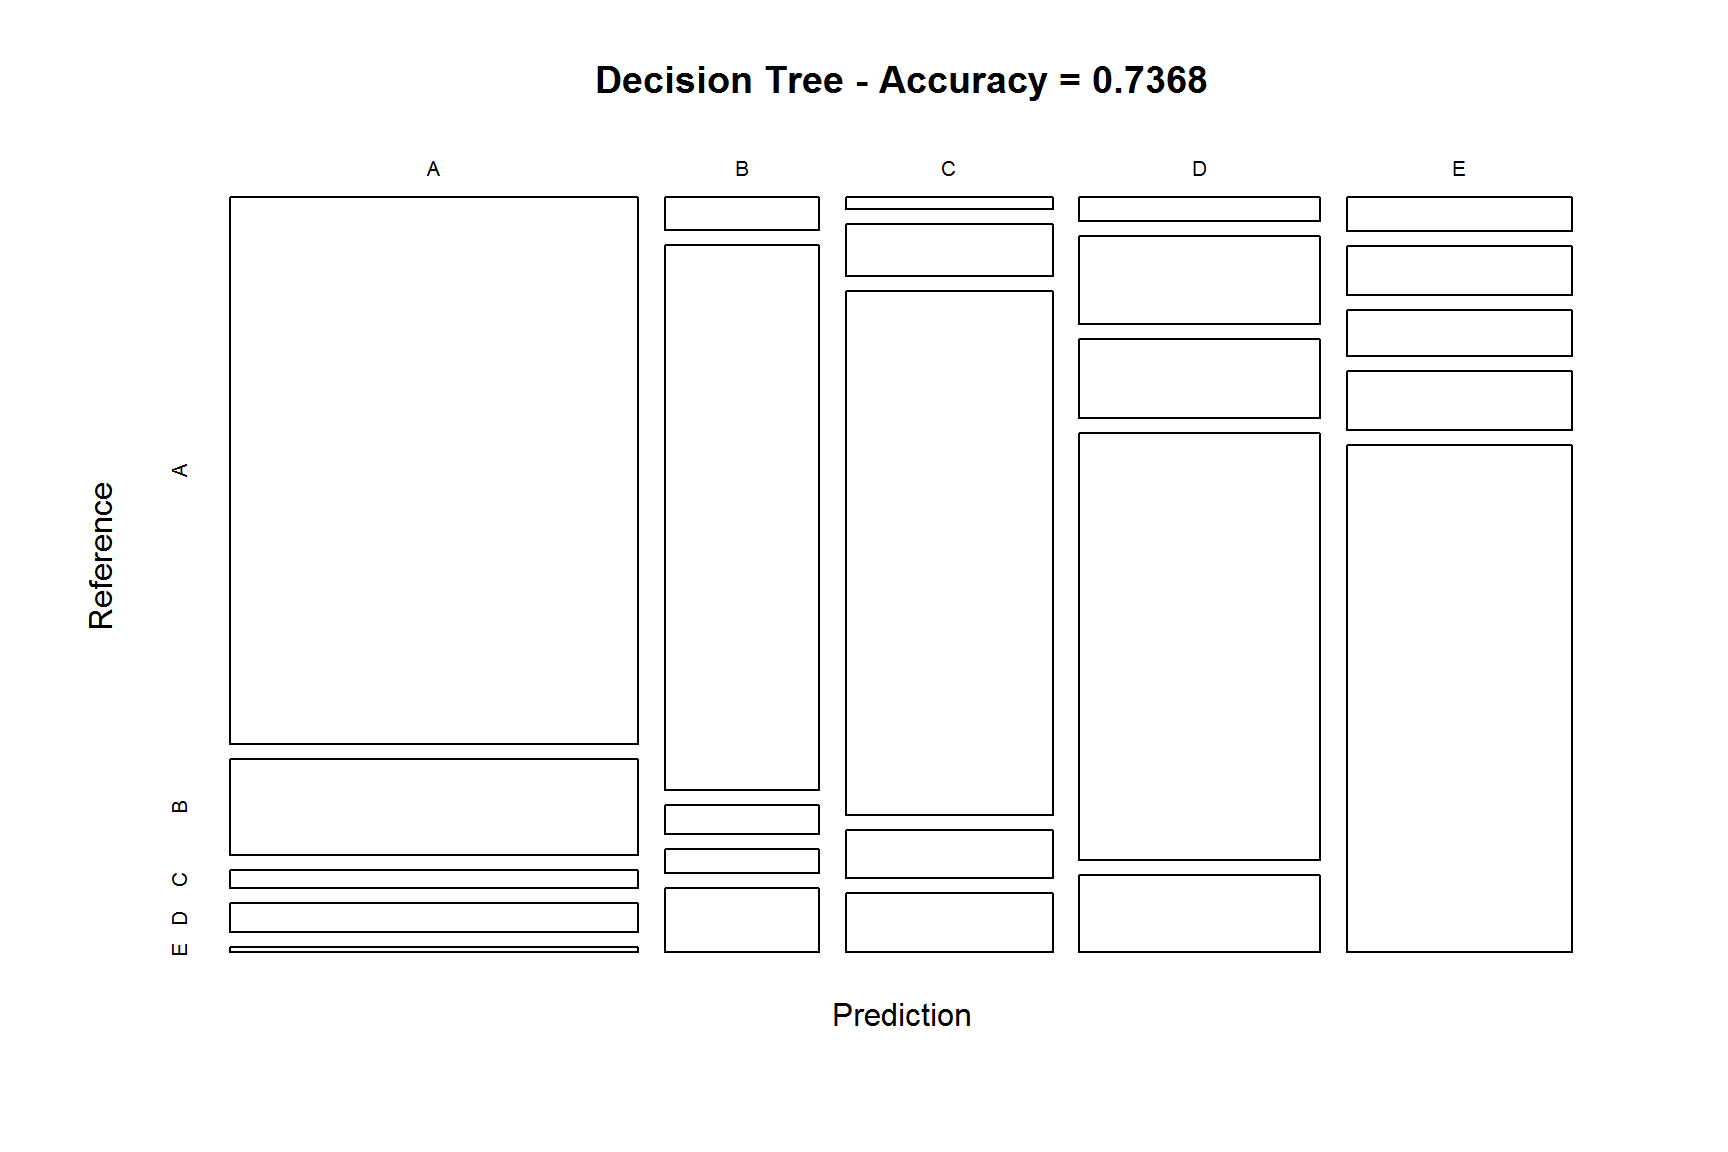 Decision Tree - Accuracy = 0.7368
A B C D E
Reference
A
B
C
D
E
Prediction